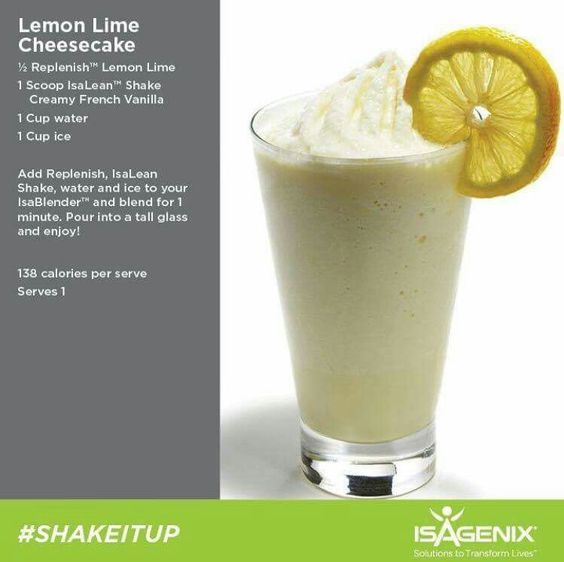 Lemon Lime
Cheesecake
½ Replenish™ Lemon Lime
1 Scoop IsaLean™ Shake
Creamy French Vanilla
1 Cup water
1 Cup ice
Add Replenish, IsaLean
Shake, water and ice to your
IsaBlender™ and blend for 1
minute. Pour into a tall glass
and enjoy!
138 calories per serve
Serves 1
#SHAKEITUP
ISAGENIX®
Solutions to Transform Lives™